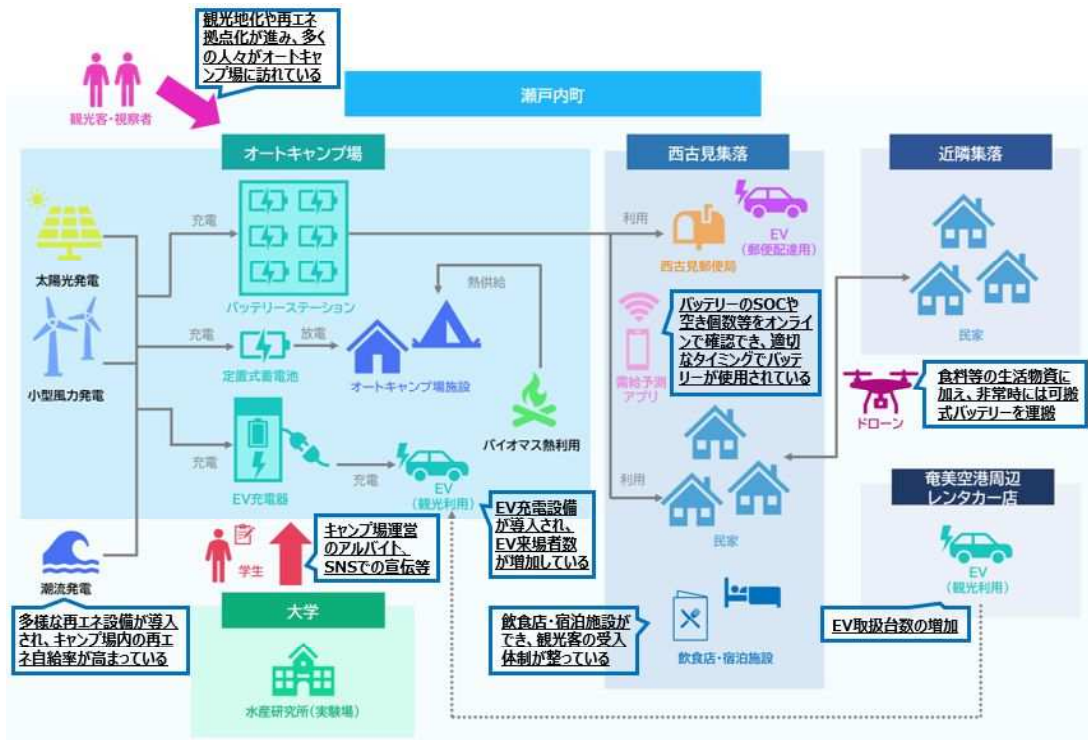 観光地化や再エネ
拠点化が進み、多く
の人々がオートキャ
ンプ場に訪れている
観光客・視察者
瀬戸内町
オートキャンプ場
西古見集落
近隣集落
太陽光発電
充電
バッテリーステーション
熱供給
利用
西古見郵便局
EV
(郵便配達用)
民家
小型風力発電
充電
定置式蓄電池
放電
オートキャンプ場施設
バイオマス熱利用
需給予測
アプリ
バッテリーのSOCや
空き個数等をオンライ
ンで確認でき、適切
なタイミングでバッテ
リーが使用されている
ドローン
食料等の生活物資に
加え、非常時には可搬
式バッテリーを運搬
充電
EV充電器
充電
EV
(観光利用)
EV充電設備
が導入され、
EV来場者数
が増加している
利用
民家
奄美空港周辺
レンタカー店
EV
(観光利用)
EV取扱台数の増加
潮流発電
多様な再エネ設備が導入
され、キャンプ場内の再エ
ネ自給率が高まっている
学生
キャンプ場運営
のアルバイト、
SNSでの宣伝等
大学
水産研究所(実験場)
飲食店・宿泊施設が
でき、観光客の受入
体制が整っている
飲食店・宿泊施設